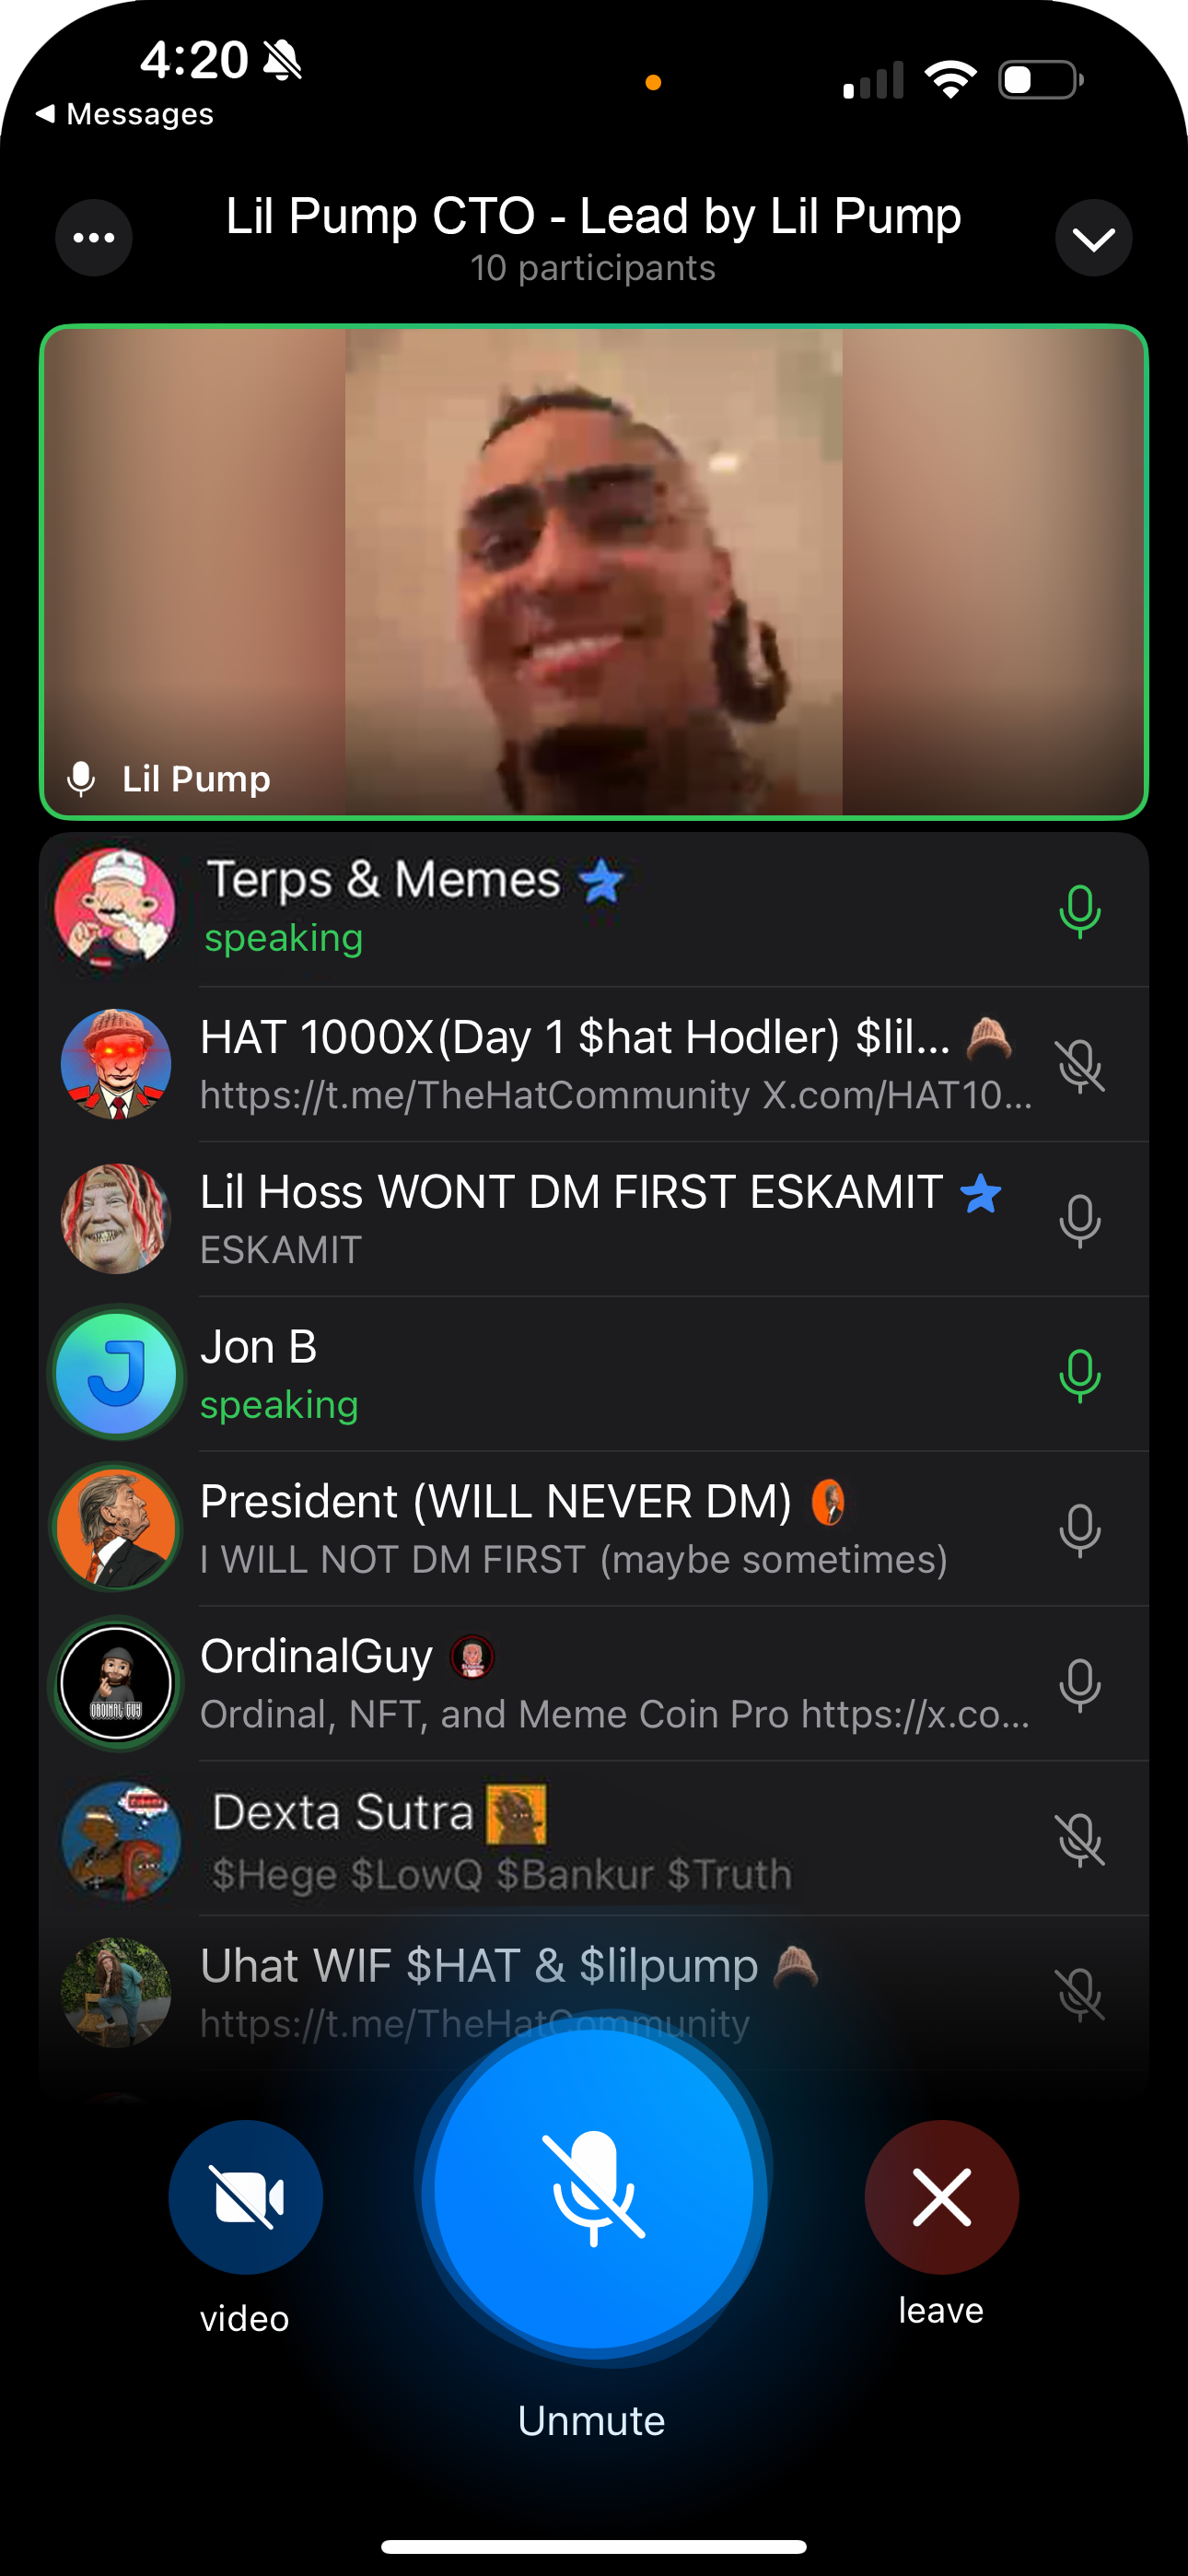 4:20
Messages
Lil Pump CTO - Lead by Lil Pump
10 participants
Lil Pump
Terps & Memes
speaking
HAT 1000X(Day 1 $hat Hodler) $lil...
https://t.me/TheHatCommunity X.com/HAT10...
Lil Hoss WONT DM FIRST ESKAMIT
ESKAMIT
J
Jon B
speaking
President (WILL NEVER DM)
I WILL NOT DM FIRST (maybe sometimes)
OrdinalGuy
ORDINAL GUY
Ordinal, NFT, and Meme Coin Pro https://x.co...
Dexta Sutra
$Hege $LowQ $Bankur $Truth
Uhat WIF $HAT & $lilpump
https://t.me/TheHatCommunity
video
leave
Unmute